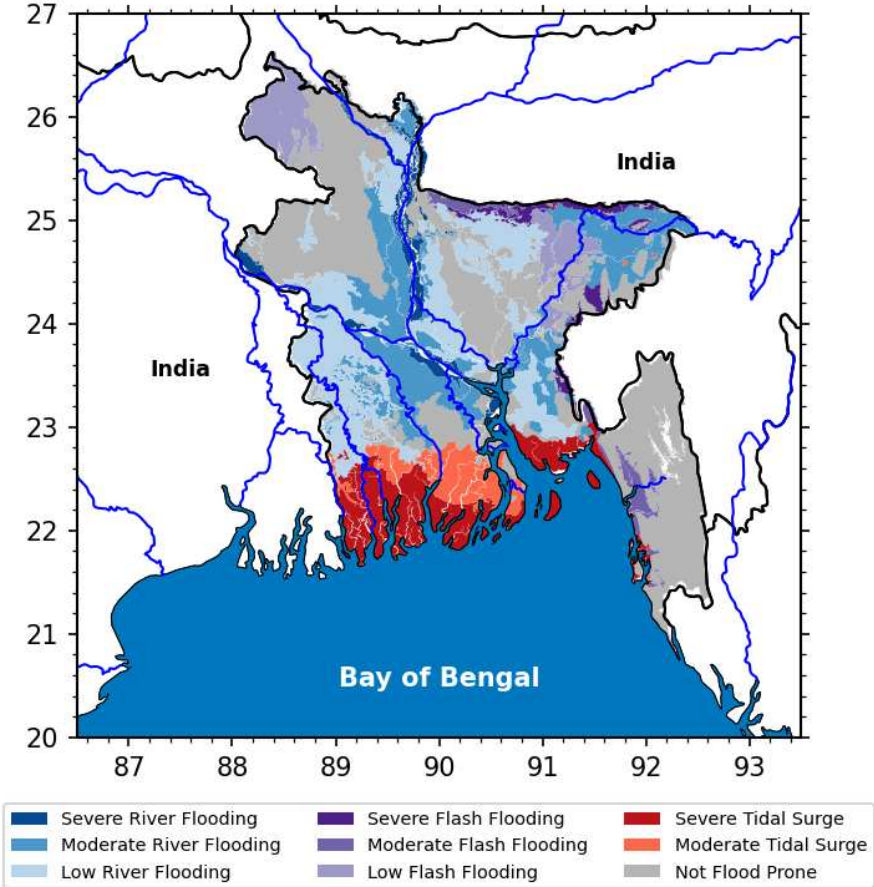 27
26
India
25
24
India
23
22
21
Bay of Bengal
20
87 88 89 90 91 92 93
Severe River Flooding Severe Flash Flooding Severe Tidal Surge
Moderate River Flooding Moderate Flash Flooding Moderate Tidal Surge
Low River Flooding Low Flash Flooding Not Flood Prone